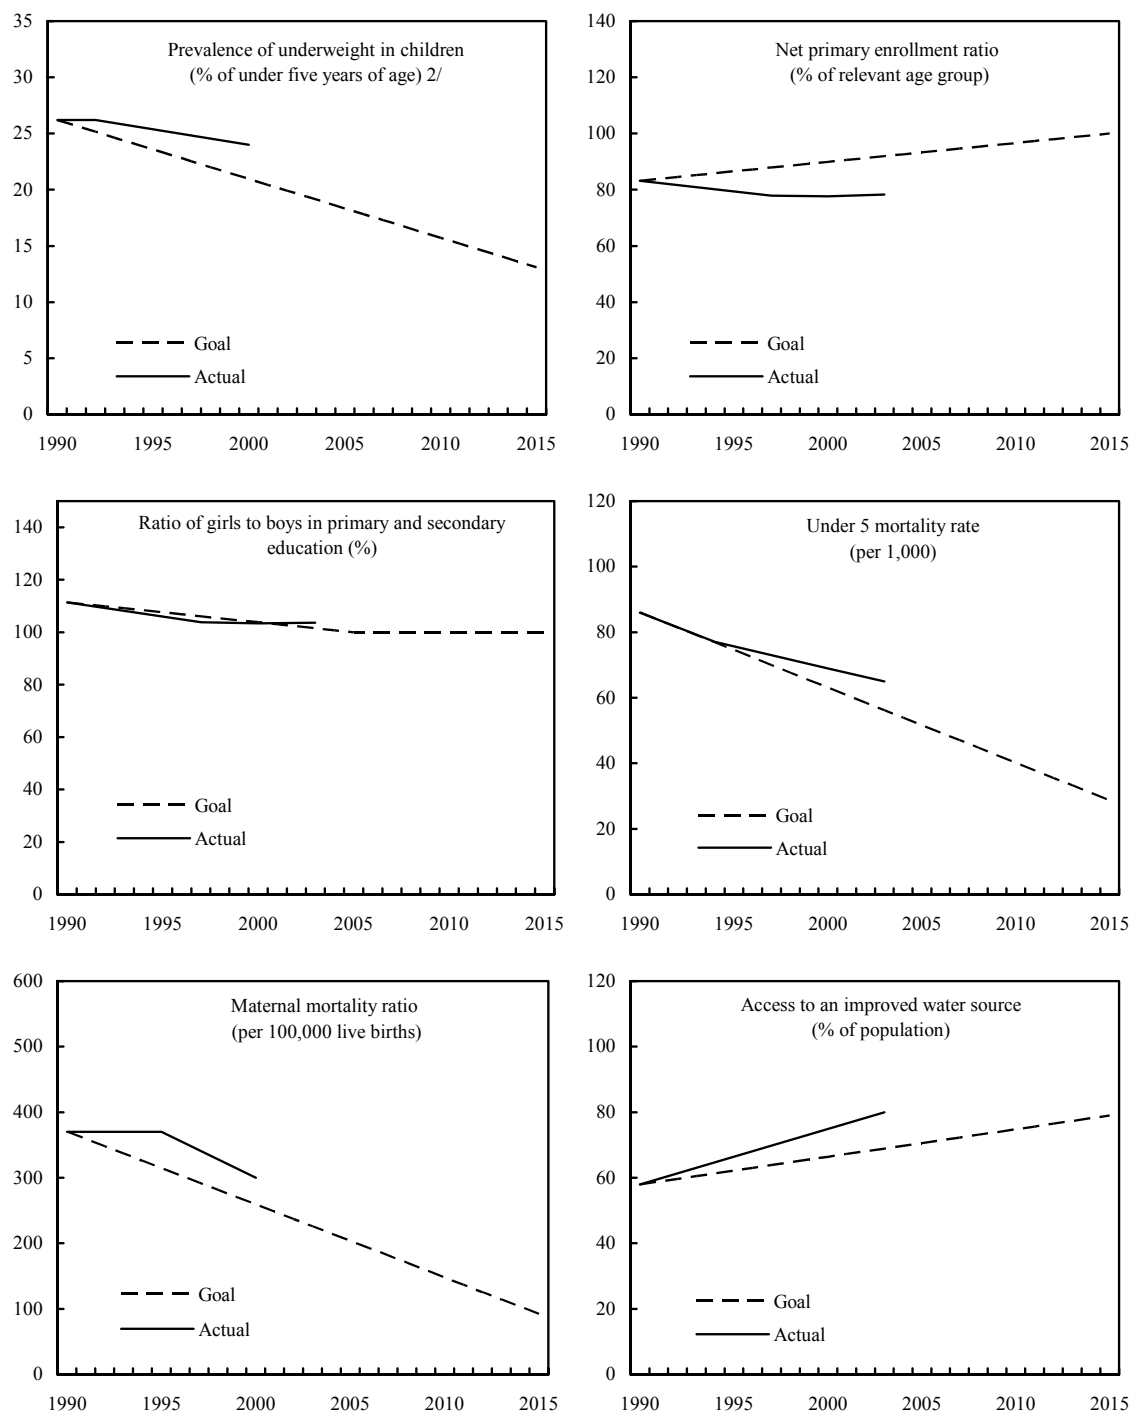 Prevalence of underweight in children
(% of under five years of age) 2/
35
30
25
20
15
10
5
0
Goal
Actual
1990 1995 2000 2005 2010 2015
Net primary enrollment ratio
(% of relevant age group)
140
120
100
80
60
40
20
0
Goal
Actual
1990 1995 2000 2005 2010 2015
Ratio of girls to boys in primary and secondary
education (%)
140
120
100
80
60
40
20
0
Goal
Actual
1990 1995 2000 2005 2010 2015
Under 5 mortality rate
(per 1,000)
120
100
80
60
40
20
0
Goal
Actual
1990 1995 2000 2005 2010 2015
Maternal mortality ratio
(per 100,000 live births)
600
500
400
300
200
100
0
Goal
Actual
1990 1995 2000 2005 2010 2015
Access to an improved water source
(% of population)
120
100
80
60
40
20
0
Goal
Actual
1990 1995 2000 2005 2010 2015